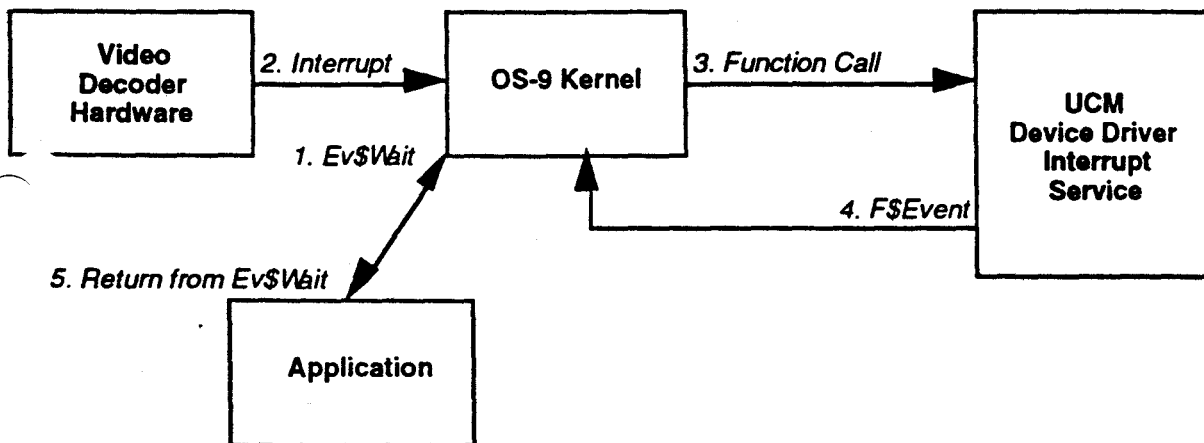 Video
Decoder
Hardware
2. Interrupt
OS-9 Kernel
3. Function Call
UCM
Device Driver
Interrupt
Service
1. Ev$Wait
4. F$Event
5. Return from Ev$Wait
Application